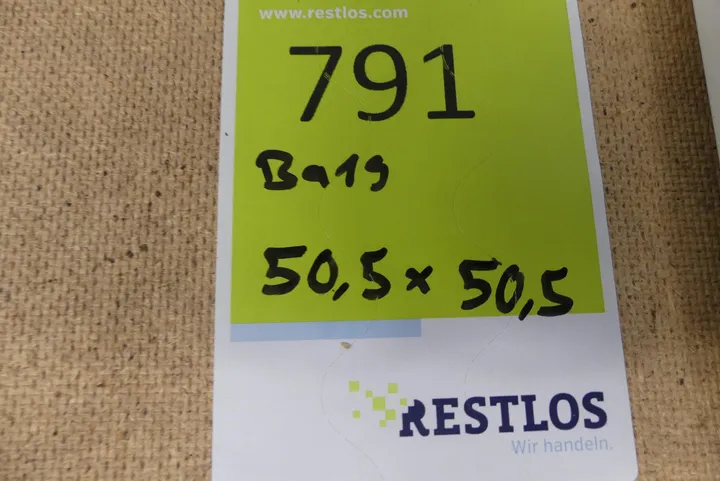 www.restlos.com
791
Ba19
50,5 x 50,5
RESTLOS
Wir handeln.